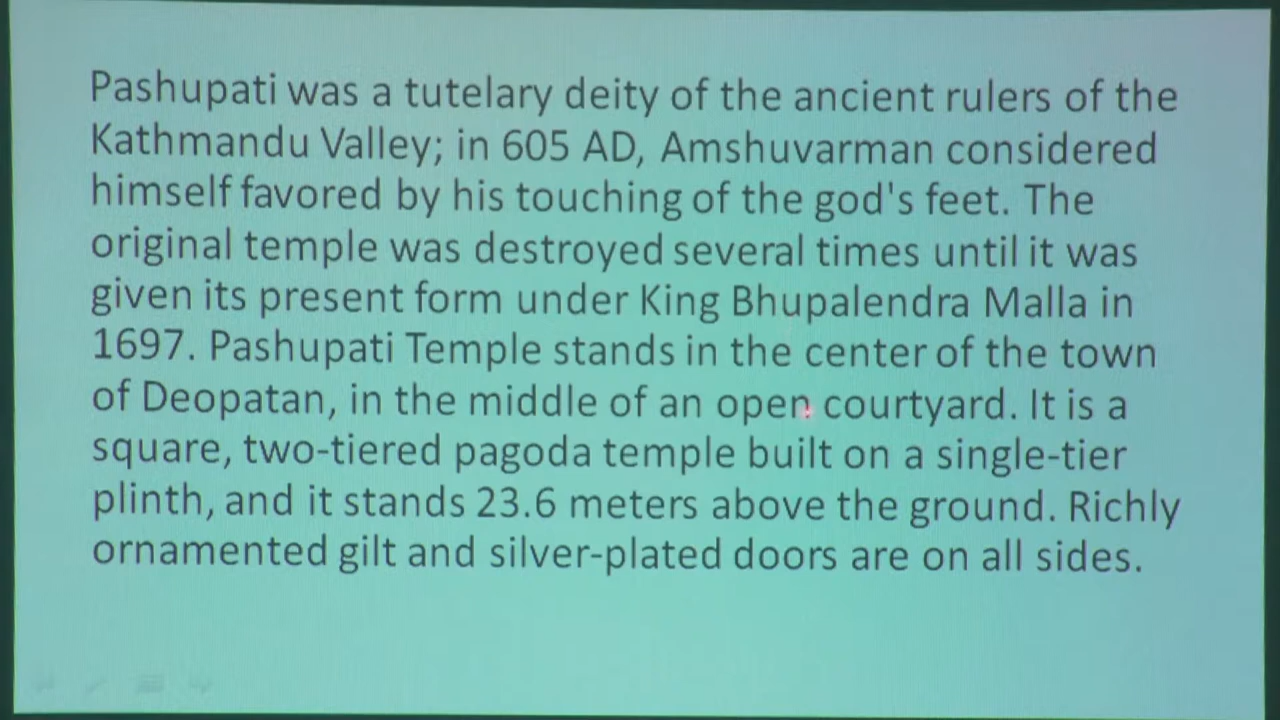 Pashupati was a tutelary deity of the ancient rulers of the
Kathmandu Valley; in 605 AD, Amshuvarman considered
himself favored by his touching of the god's feet. The
original temple was destroyed several times until it was
given its present form under King Bhupalendra Malla in
1697. Pashupati Temple stands in the center of the town
of Deopatan, in the middle of an open courtyard. It is a
square, two-tiered pagoda temple built on a single-tier
plinth, and it stands 23.6 meters above the ground. Richly
ornamented gilt and silver-plated doors are on all sides.